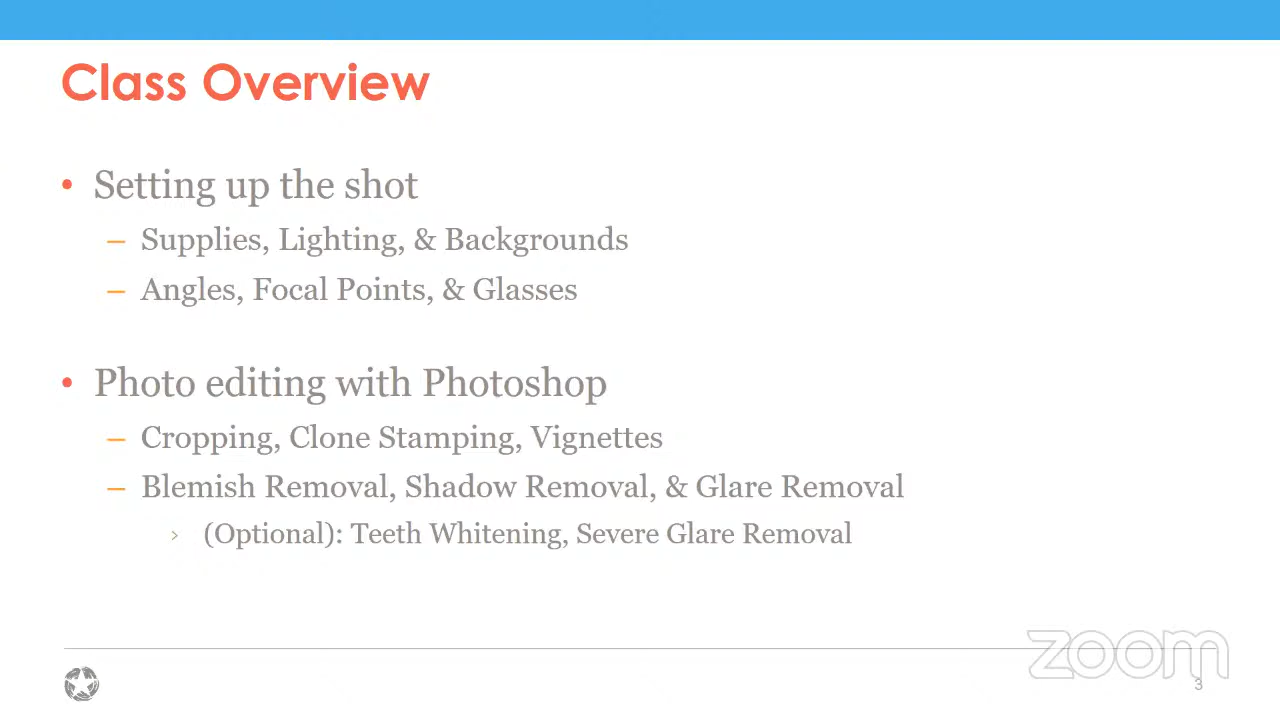 Class Overview
• Setting up the shot
– Supplies, Lighting, & Backgrounds
– Angles, Focal Points, & Glasses
• Photo editing with Photoshop
– Cropping, Clone Stamping, Vignettes
– Blemish Removal, Shadow Removal, & Glare Removal
› (Optional): Teeth Whitening, Severe Glare Removal
zoom
3